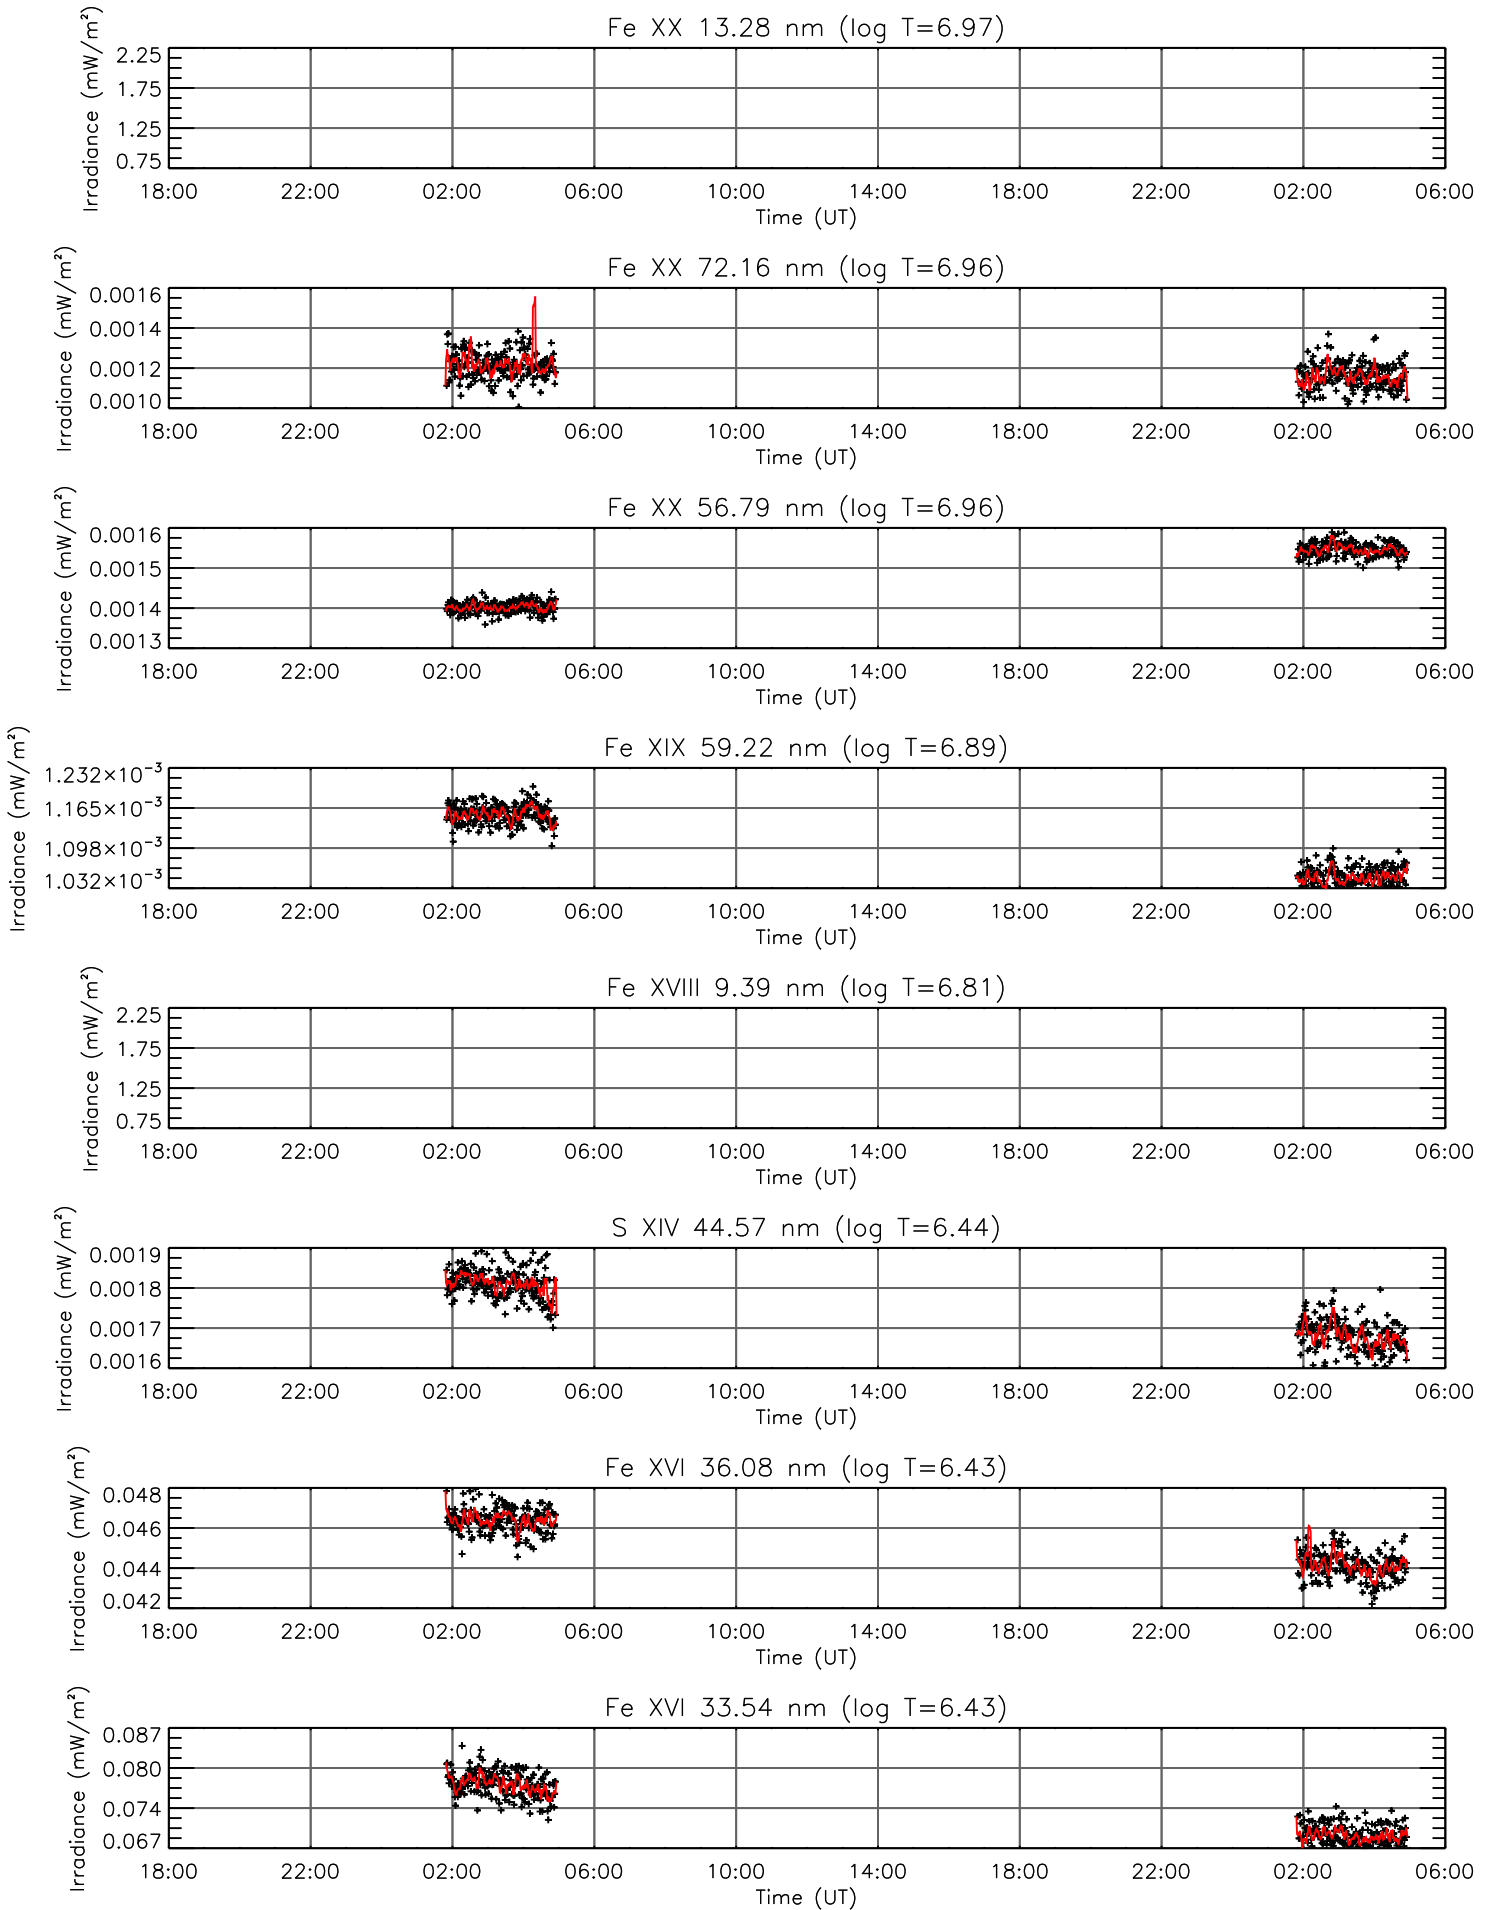 Fe XX 13.28 nm (log T=6.97)
Irradiance (mW/m²)
2.25
1.75
1.25
0.75
18:00 22:00 02:00 06:00 10:00 14:00 18:00 22:00 02:00 06:00
Time (UT)
Fe XX 72.16 nm (log T=6.96)
Irradiance (mW/m²)
0.0016
0.0014
0.0012
0.0010
18:00 22:00 02:00 06:00 10:00 14:00 18:00 22:00 02:00 06:00
Time (UT)
Fe XX 56.79 nm (log T=6.96)
Irradiance (mW/m²)
0.0016
0.0015
0.0014
0.0013
18:00 22:00 02:00 06:00 10:00 14:00 18:00 22:00 02:00 06:00
Time (UT)
Fe XIX 59.22 nm (log T=6.89)
Irradiance (mW/m²)
1.232×10⁻³
1.165×10⁻³
1.098×10⁻³
1.032×10⁻³
18:00 22:00 02:00 06:00 10:00 14:00 18:00 22:00 02:00 06:00
Time (UT)
Fe XVIII 9.39 nm (log T=6.81)
Irradiance (mW/m²)
2.25
1.75
1.25
0.75
18:00 22:00 02:00 06:00 10:00 14:00 18:00 22:00 02:00 06:00
Time (UT)
S XIV 44.57 nm (log T=6.44)
Irradiance (mW/m²)
0.0019
0.0018
0.0017
0.0016
18:00 22:00 02:00 06:00 10:00 14:00 18:00 22:00 02:00 06:00
Time (UT)
Fe XVI 36.08 nm (log T=6.43)
Irradiance (mW/m²)
0.048
0.046
0.044
0.042
18:00 22:00 02:00 06:00 10:00 14:00 18:00 22:00 02:00 06:00
Time (UT)
Fe XVI 33.54 nm (log T=6.43)
Irradiance (mW/m²)
0.087
0.080
0.074
0.067
18:00 22:00 02:00 06:00 10:00 14:00 18:00 22:00 02:00 06:00
Time (UT)